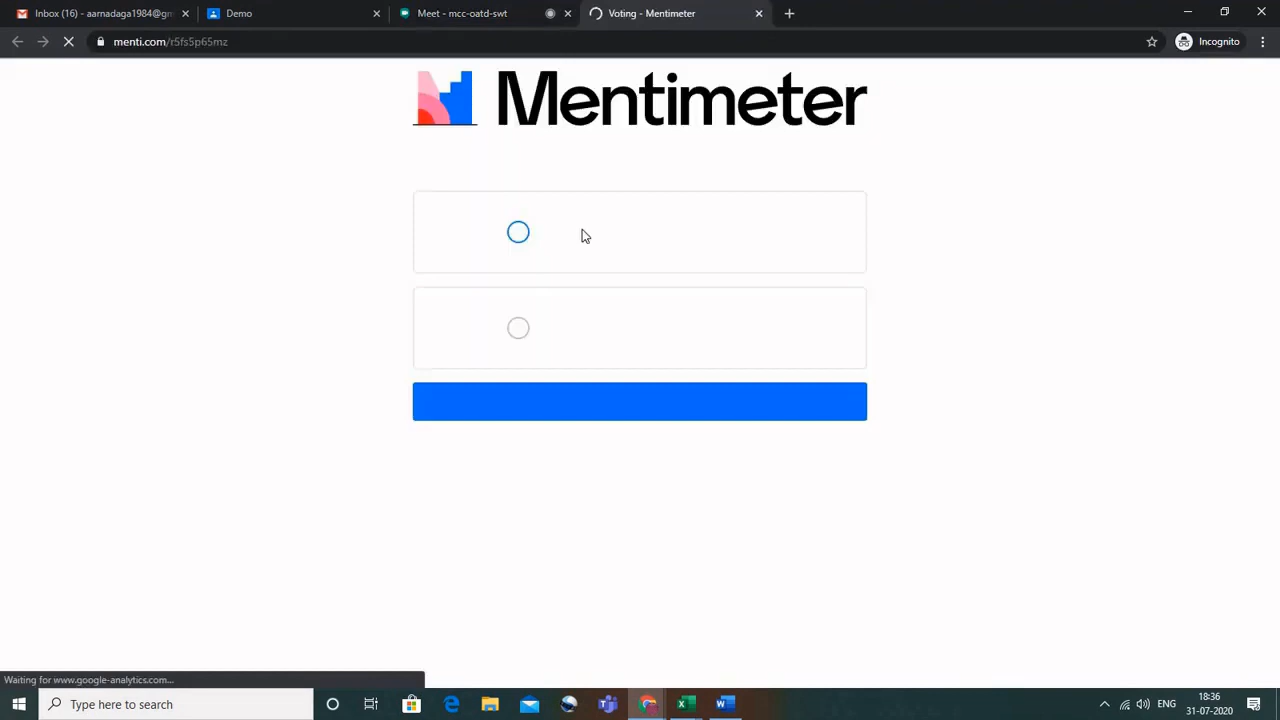 Inbox (16) - aarnadaga1984@gm
Demo
Meet - mcc-oatd-swt
Voting - Mentimeter
menti.com/r5fs5p65mz
Incognito
Mentimeter
Waiting for www.google-analytics.com...
Type here to search
ENG
18:36
31-07-2020